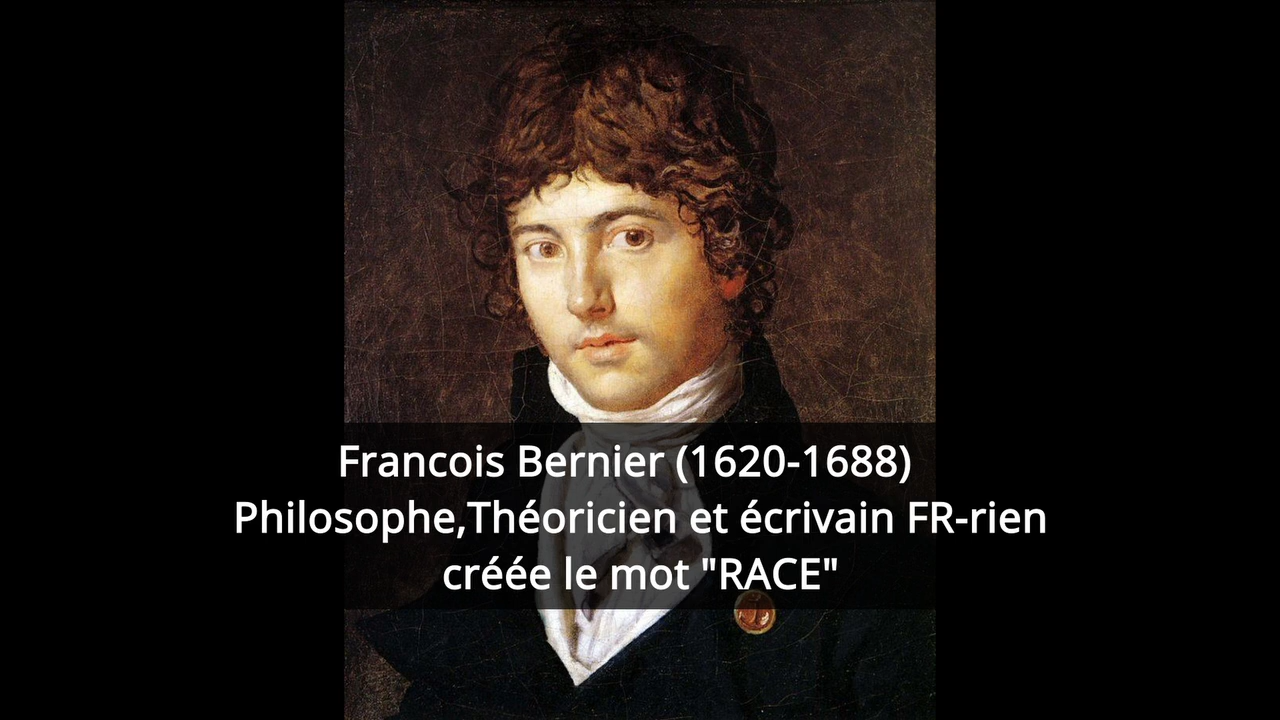 Francois Bernier (1620-1688)
Philosophe,Théoricien et écrivain FR-rien
créée le mot "RACE"